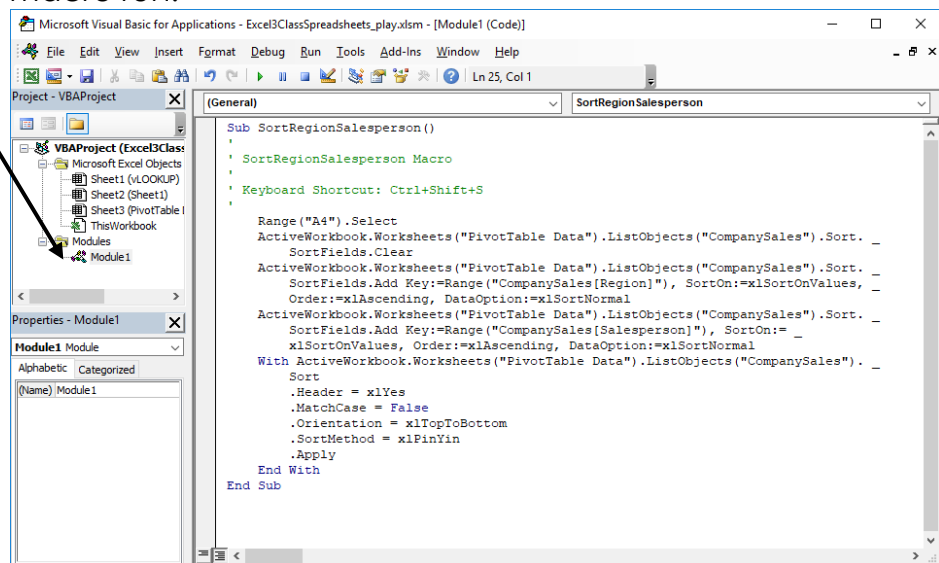 Microsoft Visual Basic for Applications - Excel3ClassSpreadsheets_play.xlsm - [Module1 (Code)]
File Edit View Insert Format Debug Run Tools Add-Ins Window Help
Ln 25, Col 1
Project - VBAProject
(General)
SortRegionSalesperson
VBAProject (Excel3Class
Microsoft Excel Objects
Sheet1 (vLOOKUP)
Sheet2 (Sheet1)
Sheet3 (PivotTable
ThisWorkbook
Modules
Module1
Properties - Module1
Module1 Module
Alphabetic Categorized
(Name) Module1
Sub SortRegionSalesperson()
'
' SortRegionSalesperson Macro
'
' Keyboard Shortcut: Ctrl+Shift+S
'
Range("A4").Select
ActiveWorkbook.Worksheets("PivotTable Data").ListObjects("CompanySales").Sort. _
SortFields.Clear
ActiveWorkbook.Worksheets("PivotTable Data").ListObjects("CompanySales").Sort. _
SortFields.Add Key:=Range("CompanySales[Region]"), SortOn:=xlSortOnValues, _
Order:=xlAscending, DataOption:=xlSortNormal
ActiveWorkbook.Worksheets("PivotTable Data").ListObjects("CompanySales").Sort. _
SortFields.Add Key:=Range("CompanySales[Salesperson]"), SortOn:= _
xlSortOnValues, Order:=xlAscending, DataOption:=xlSortNormal
With ActiveWorkbook.Worksheets("PivotTable Data").ListObjects("CompanySales"). _
Sort
.Header = xlYes
.MatchCase = False
.Orientation = xlTopToBottom
.SortMethod = xlPinYin
.Apply
End With
End Sub